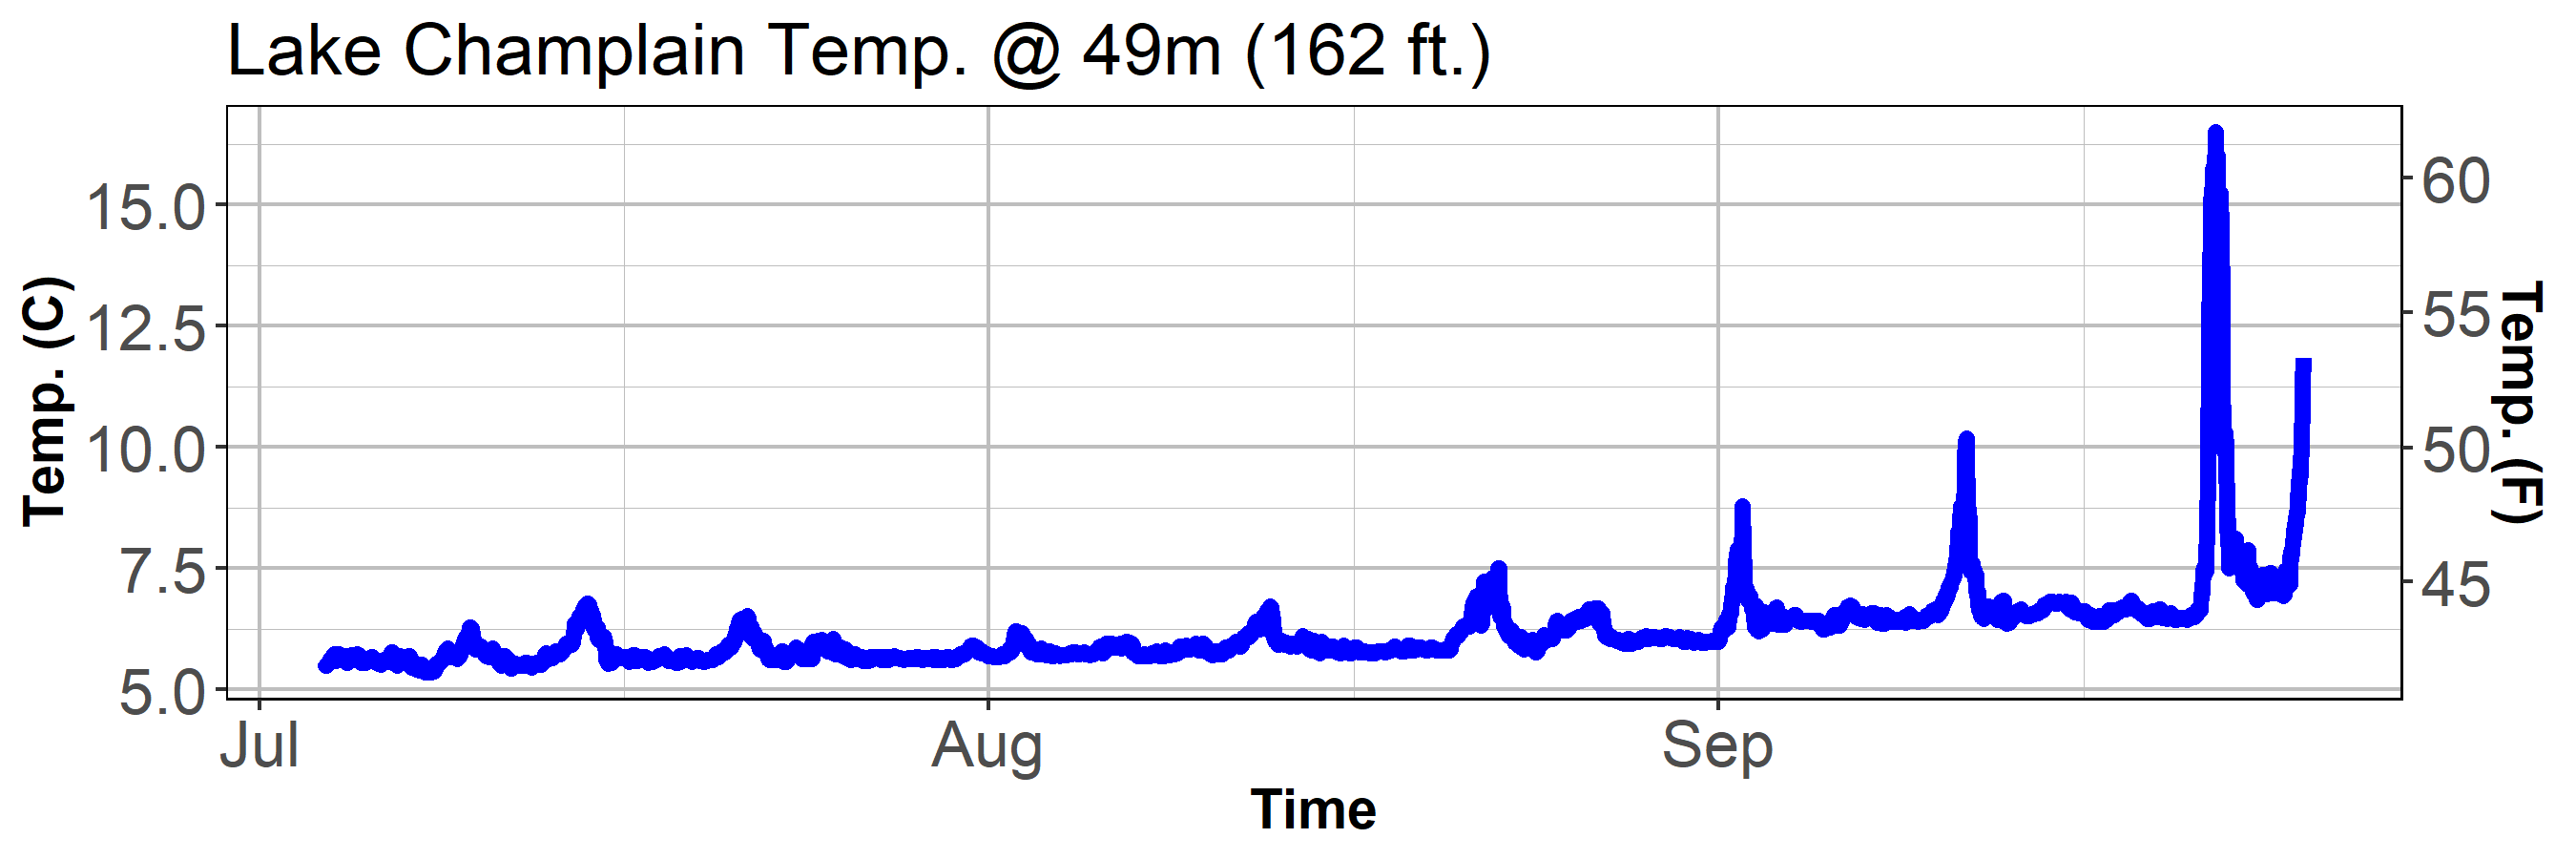 Lake Champlain Temp. @ 49m (162 ft.)
Temp. (C)
15.0
12.5
10.0
7.5
5.0
60
55
50
45
Temp. (F)
Jul Aug Sep
Time